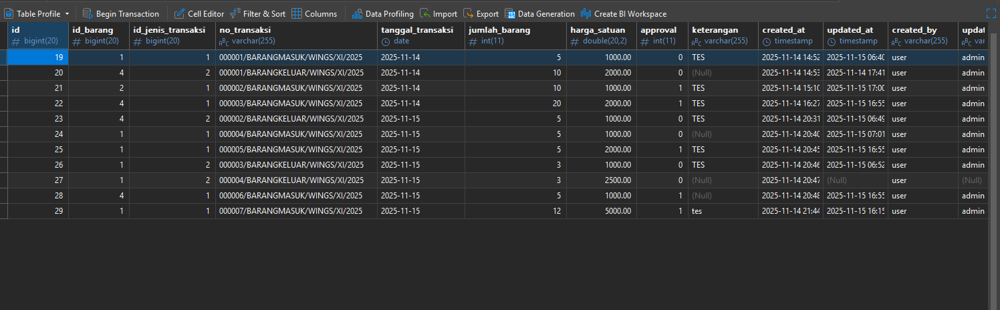 Table Profile Begin Transaction Cell Editor Filter & Sort Columns Data Profiling Import Export Data Generation Create BI Workspace
id id_barang id_jenis_transaksi no_transaksi tanggal_transaksi jumlah_barang harga_satuan approval keterangan created_at updated_at created_by updat
# bigint(20) # bigint(20) # bigint(20) ABC varchar(255) date # int(11) # double(20,2) # int(11) ABC varchar(255) timestamp timestamp ABC varchar(255) ABC var
19 1 1 000001/BARANGMASUK/WINGS/XI/2025 2025-11-14 5 1000.00 0 TES 2025-11-14 14:52 2025-11-15 06:40 user admin
20 4 2 000001/BARANGKELUAR/WINGS/XI/2025 2025-11-14 10 2000.00 0 (Null) 2025-11-14 14:53 2025-11-14 17:41 user admin
21 2 1 000002/BARANGMASUK/WINGS/XI/2025 2025-11-14 10 1000.00 1 TES 2025-11-14 15:10 2025-11-15 17:00 user admin
22 4 1 000003/BARANGMASUK/WINGS/XI/2025 2025-11-14 20 2000.00 1 TES 2025-11-14 16:27 2025-11-15 16:55 user admin
23 4 2 000002/BARANGKELUAR/WINGS/XI/2025 2025-11-15 5 1000.00 0 TES 2025-11-14 20:31 2025-11-15 06:49 user admin
24 1 1 000004/BARANGMASUK/WINGS/XI/2025 2025-11-15 5 1000.00 0 (Null) 2025-11-14 20:40 2025-11-15 07:01 user admin
25 1 1 000005/BARANGMASUK/WINGS/XI/2025 2025-11-15 5 2000.00 1 TES 2025-11-14 20:45 2025-11-15 16:55 user admin
26 1 2 000003/BARANGKELUAR/WINGS/XI/2025 2025-11-15 3 1000.00 0 TES 2025-11-14 20:46 2025-11-15 06:52 user admin
27 1 2 000004/BARANGKELUAR/WINGS/XI/2025 2025-11-15 3 2500.00 0 (Null) 2025-11-14 20:47 (Null) user (Null)
28 4 1 000006/BARANGMASUK/WINGS/XI/2025 2025-11-15 5 1000.00 1 (Null) 2025-11-14 20:48 2025-11-15 16:55 user admin
29 1 1 000007/BARANGMASUK/WINGS/XI/2025 2025-11-15 12 5000.00 1 tes 2025-11-14 21:44 2025-11-15 16:15 user admin